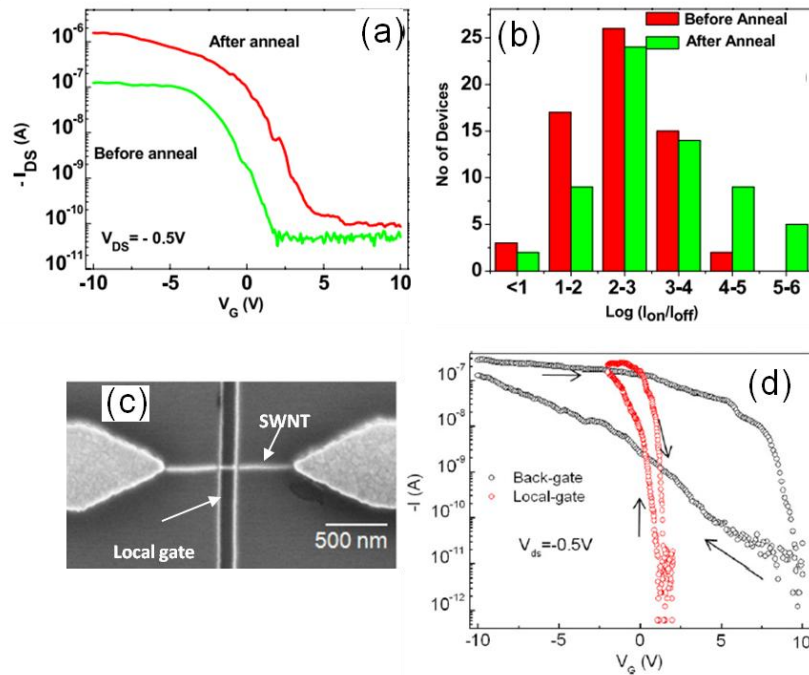 (a)
After anneal
Before anneal
V_DS= - 0.5V
- I_DS (A)
10^-6
10^-7
10^-8
10^-9
10^-10
10^-11
-10 -5 0 5 10
V_G (V)
(b)
Before Anneal
After Anneal
No of Devices
25
20
15
10
5
0
<1 1-2 2-3 3-4 4-5 5-6
Log (I_on/I_off)
(c)
SWNT
Local gate
500 nm
(d)
Back-gate
Local-gate
V_ds=-0.5V
-I (A)
10^-7
10^-8
10^-9
10^-10
10^-11
10^-12
-10 -5 0 5 10
V_G (V)